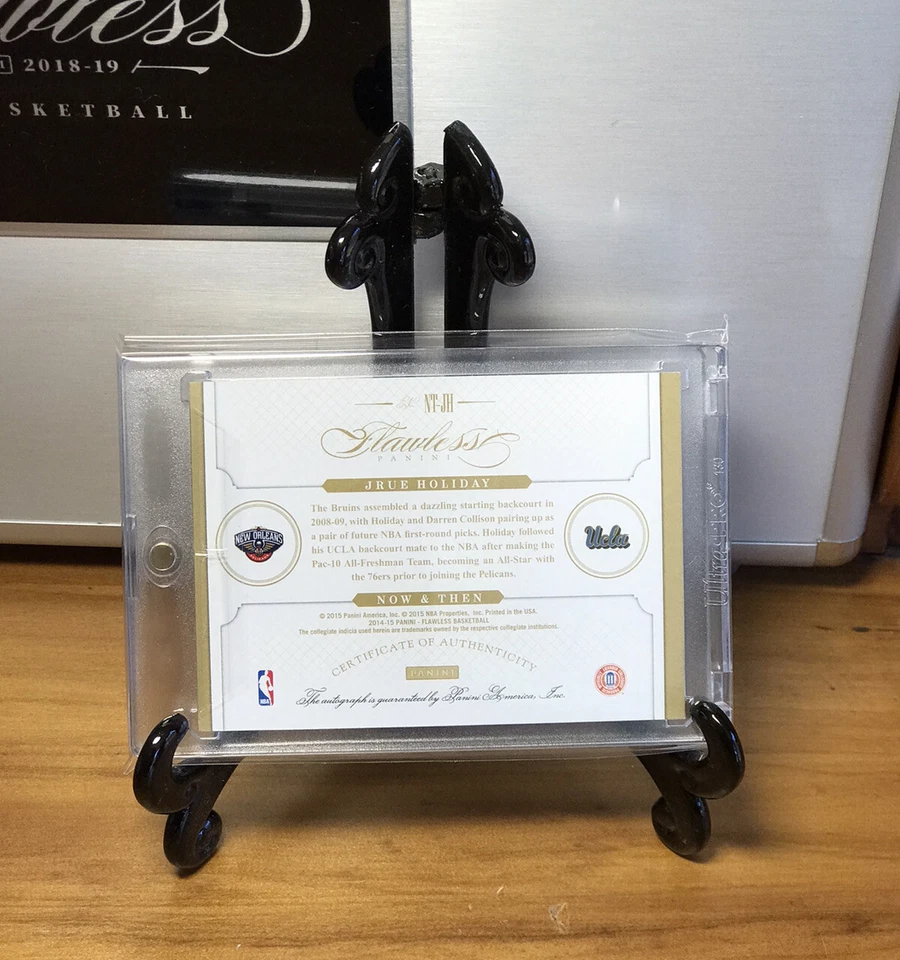 2018-19
SKETBALL
NT-JH
Flawless
PANINI
JRUE HOLIDAY
The Bruins assembled a dazzling starting backcourt in
2008-09, with Holiday and Darren Collison pairing up as
a pair of future NBA first-round picks. Holiday followed
his UCLA backcourt mate to the NBA after making the
Pac-10 All-Freshman Team, becoming an All-Star with
the 76ers prior to joining the Pelicans.
NEW ORLEANS
Ucla
NOW & THEN
© 2015 Panini America, Inc. © 2015 NBA Properties, Inc. Printed in the USA.
2014-15 PANINI - FLAWLESS BASKETBALL
The collegiate indicia used herein are trademarks owned by the respective collegiate institutions.
CERTIFICATE OF AUTHENTICITY
PANINI
The autograph is guaranteed by Panini America, Inc.
NBA